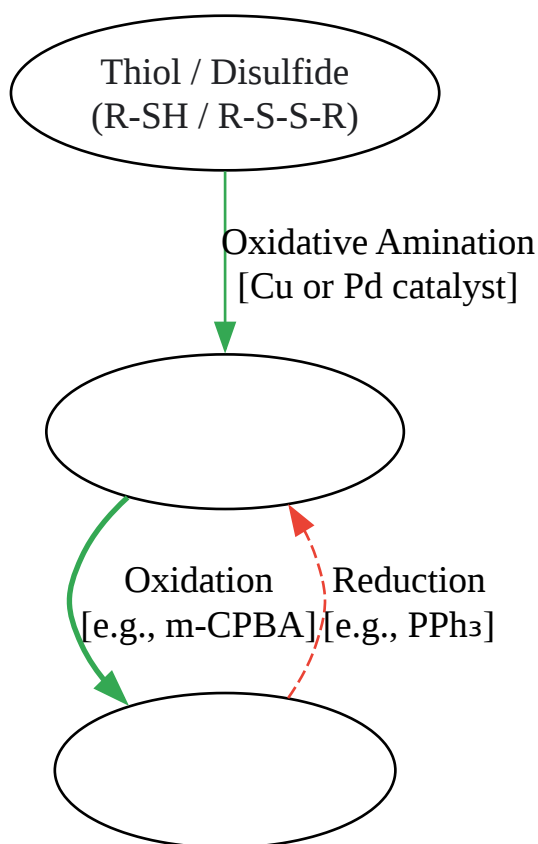 Thiol / Disulfide
(R-SH / R-S-S-R)
Oxidative Amination
[Cu or Pd catalyst]
Oxidation
[e.g., m-CPBA]
Reduction
[e.g., PPh₃]